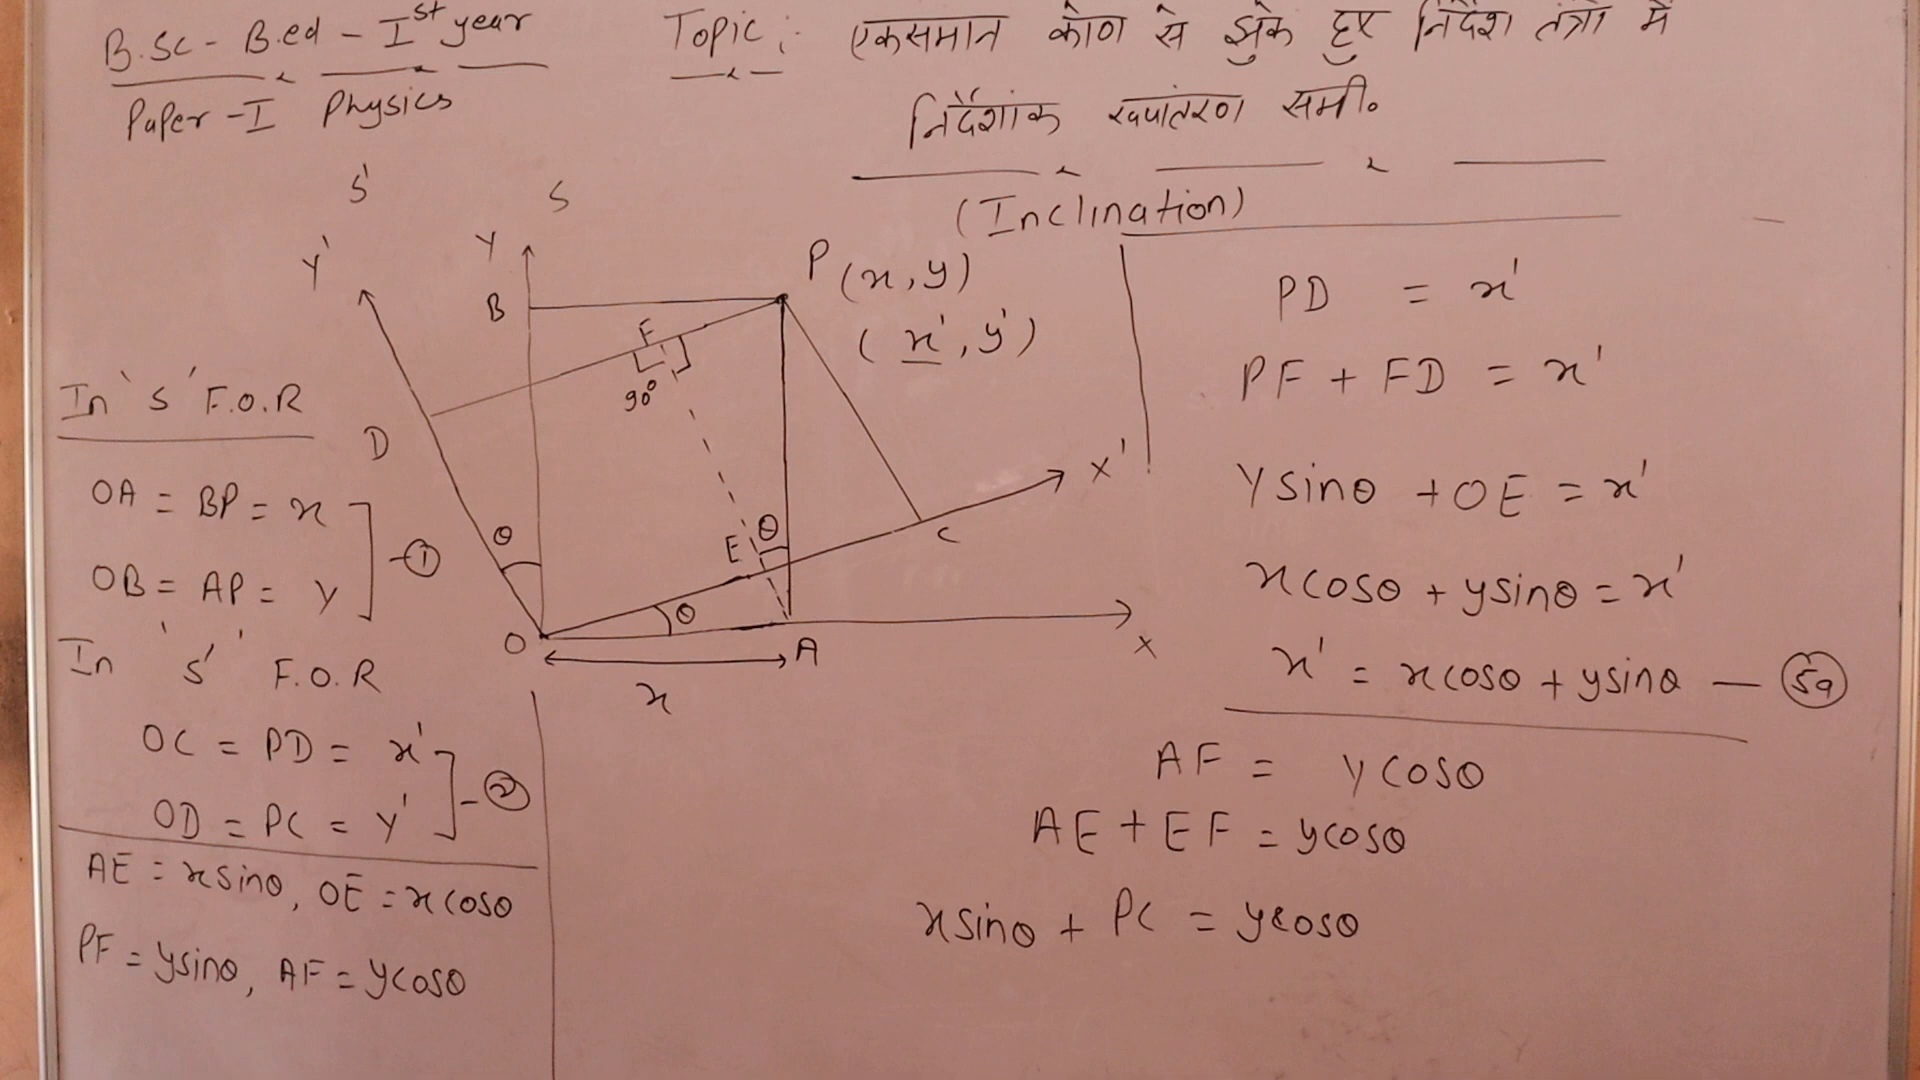 B.Sc - B.ed - Ist year
Paper - I Physics
Topic :- एकसमान कोण से झुके हुए निर्देश तंत्रो में
निर्देशांक रूपांतरण समी०
(Inclination)
S'
S
Y'
Y
B
P (x, y)
(x', y')
F
90°
D
θ
E
θ
C
X'
O
θ
A
X
x
In 'S' F.O.R
OA = BP = x
OB = AP = y
—①
In 'S'' F.O.R
OC = PD = x'
OD = PC = y'
—②
AE = x sinθ, OE = x cosθ
PF = y sinθ, AF = y cosθ
PD = x'
PF + FD = x'
y sinθ + OE = x'
x cosθ + y sinθ = x'
x' = x cosθ + y sinθ — 5a
AF = y cosθ
AE + EF = y cosθ
x sinθ + PC = y cosθ